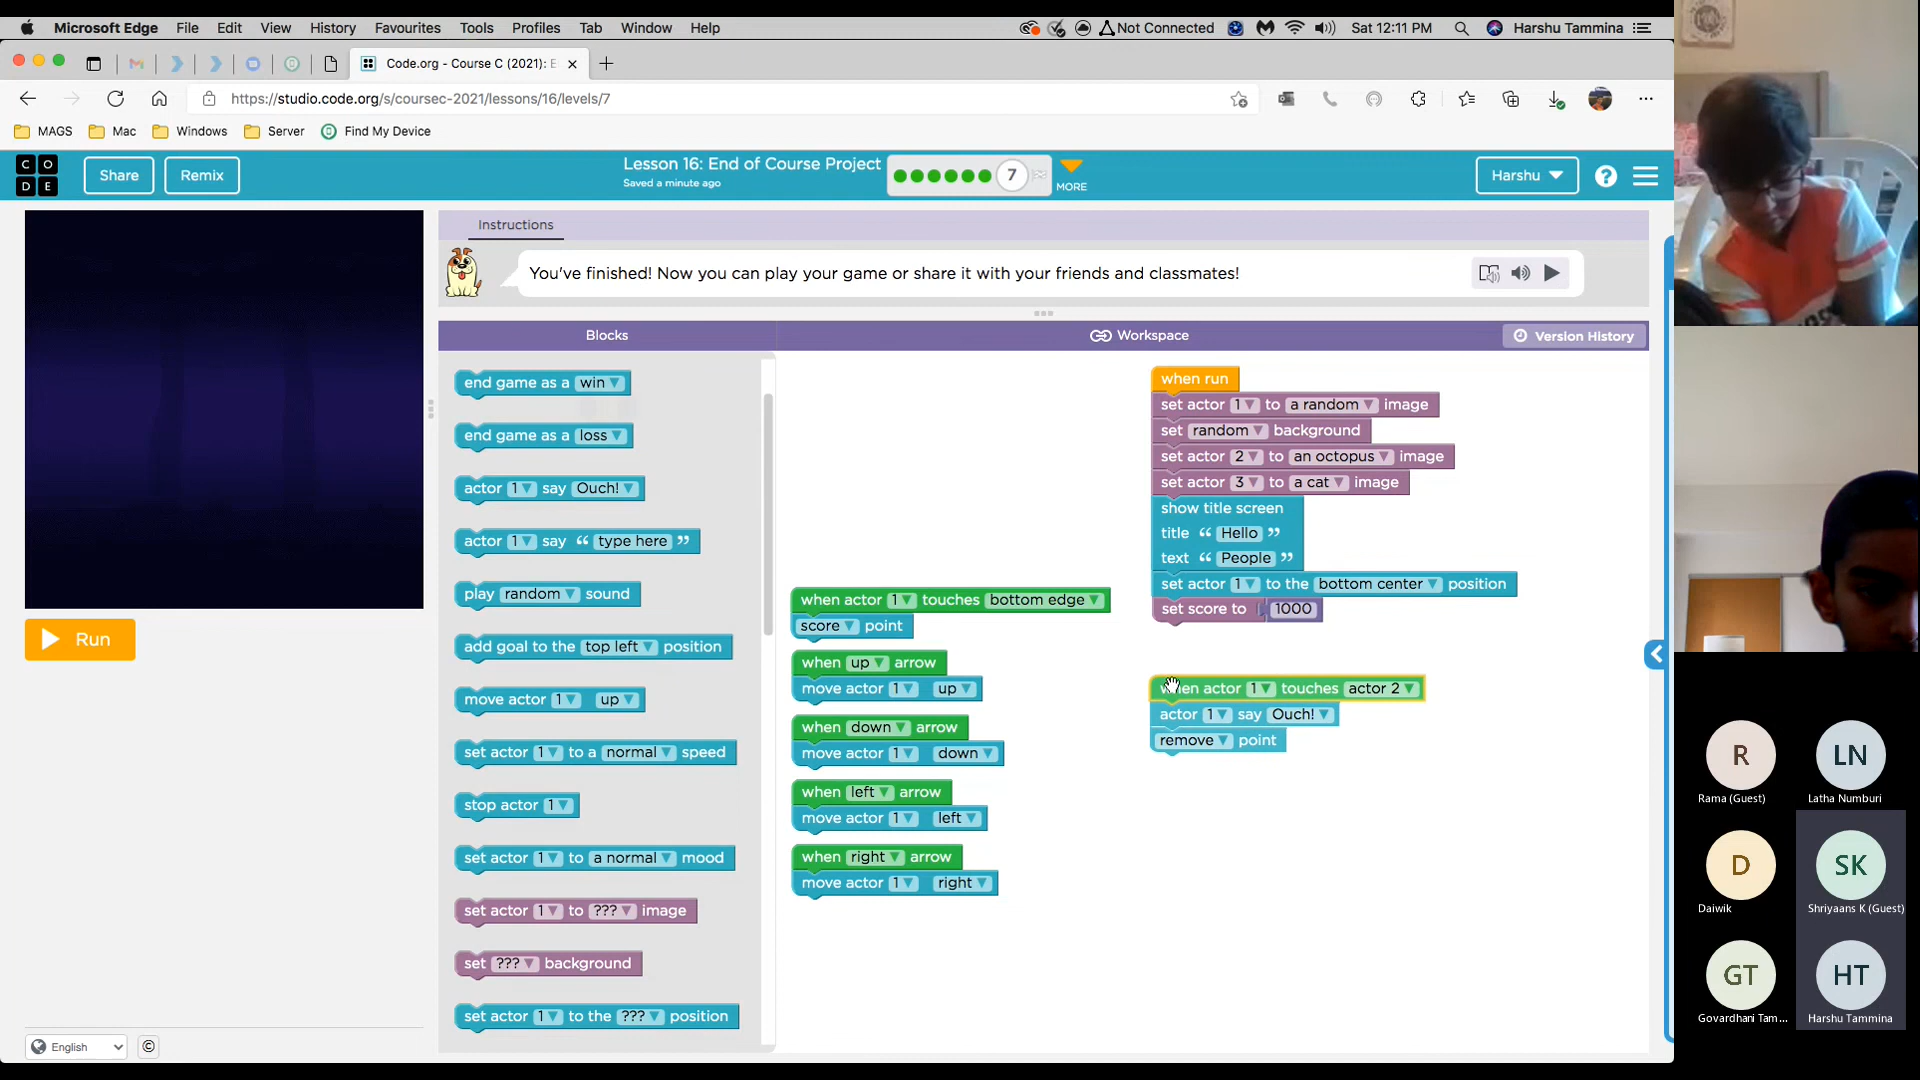 Microsoft Edge File Edit View History Favourites Tools Profiles Tab Window Help Not Connected Sat 12:11 PM Harshu Tammina
Code.org - Course C (2021): E
https://studio.code.org/s/coursec-2021/lessons/16/levels/7
MAGS Mac Windows Server Find My Device
C O
D E
Share
Remix
Lesson 16: End of Course Project
Saved a minute ago
7
MORE
Harshu
?
Instructions
You've finished! Now you can play your game or share it with your friends and classmates!
Blocks
Workspace
Version History
end game as a win
end game as a loss
actor 1 say Ouch!
actor 1 say “ type here ”
play random sound
add goal to the top left position
move actor 1 up
set actor 1 to a normal speed
stop actor 1
set actor 1 to a normal mood
set actor 1 to ??? image
set ??? background
set actor 1 to the ??? position
when actor 1 touches bottom edge
score point
when up arrow
move actor 1 up
when down arrow
move actor 1 down
when left arrow
move actor 1 left
when right arrow
move actor 1 right
when run
set actor 1 to a random image
set random background
set actor 2 to an octopus image
set actor 3 to a cat image
show title screen
title “ Hello ”
text “ People ”
set actor 1 to the bottom center position
set score to 1000
when actor 1 touches actor 2
actor 1 say Ouch!
remove point
Run
English
©
R
Rama (Guest)
LN
Latha Numburi
D
Daiwik
SK
Shriyaans K (Guest)
GT
Govardhani Tam...
HT
Harshu Tammina